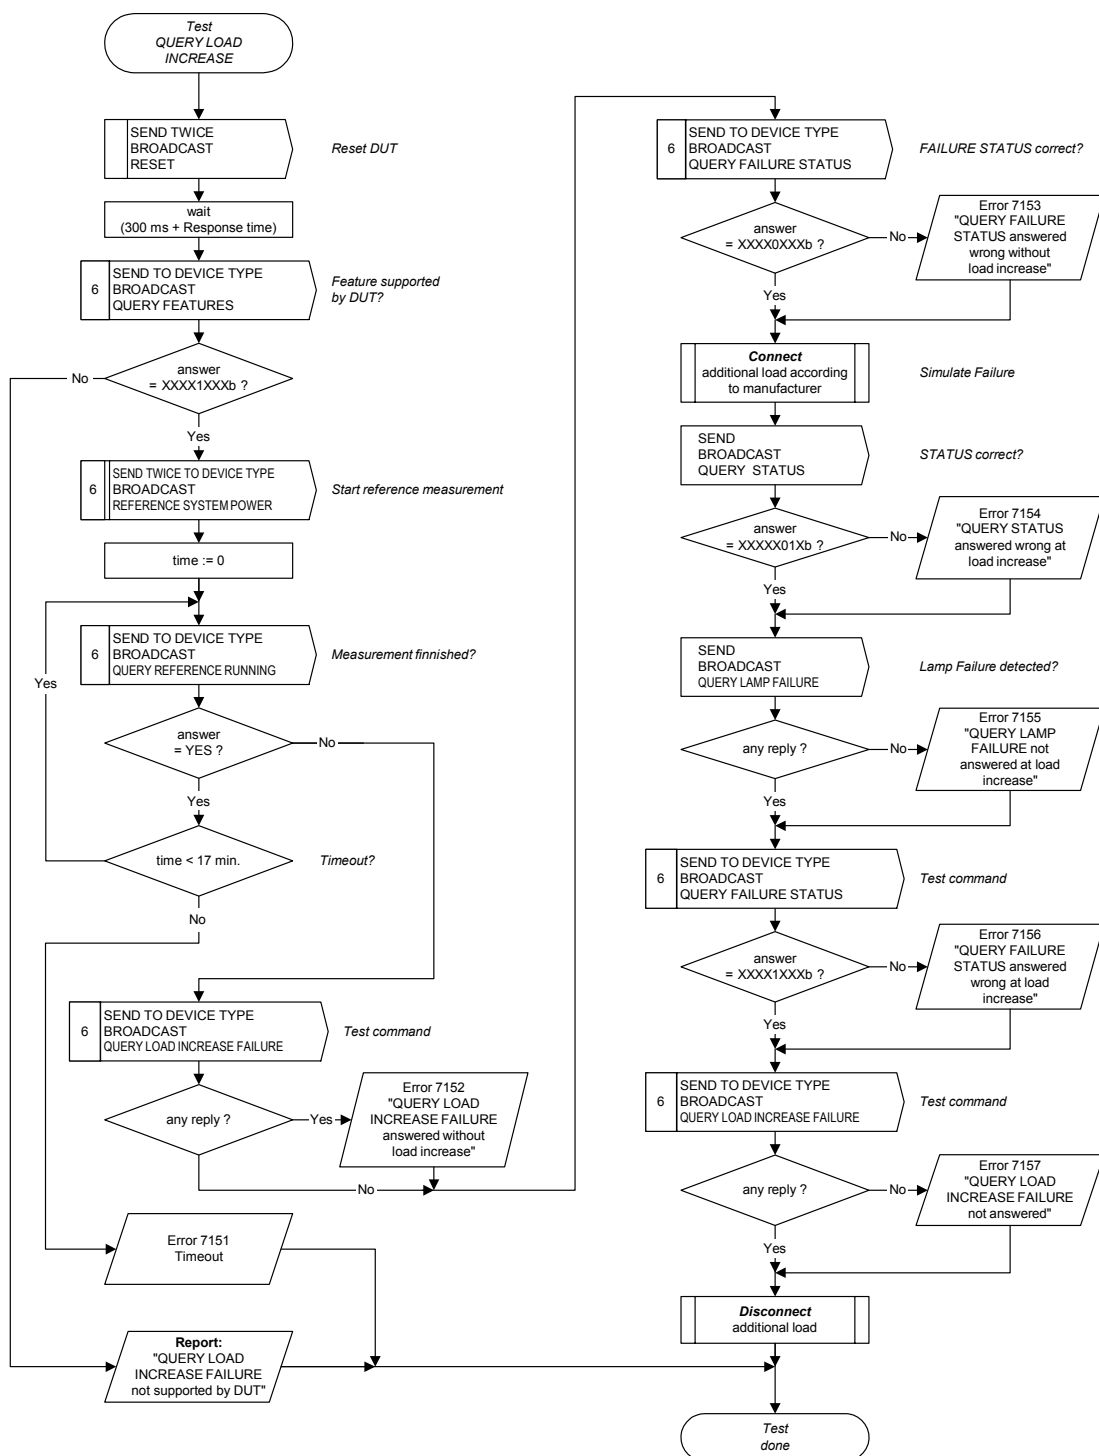 Test
QUERY LOAD
INCREASE
SEND TWICE
BROADCAST
RESET
Reset DUT
wait
(300 ms + Response time)
6
SEND TO DEVICE TYPE
BROADCAST
QUERY FEATURES
Feature supported
by DUT?
answer
= XXXX1XXXb ?
No
Yes
6
SEND TWICE TO DEVICE TYPE
BROADCAST
REFERENCE SYSTEM POWER
Start reference measurement
time := 0
6
SEND TO DEVICE TYPE
BROADCAST
QUERY REFERENCE RUNNING
Measurement finnished?
Yes
answer
= YES ?
No
Yes
time < 17 min.
Timeout?
No
6
SEND TO DEVICE TYPE
BROADCAST
QUERY LOAD INCREASE FAILURE
Test command
any reply ?
Yes
Error 7152
"QUERY LOAD
INCREASE FAILURE
answered without
load increase"
No
Error 7151
Timeout
Report:
"QUERY LOAD
INCREASE FAILURE
not supported by DUT"
6
SEND TO DEVICE TYPE
BROADCAST
QUERY FAILURE STATUS
FAILURE STATUS correct?
answer
= XXXX0XXXb ?
No
Error 7153
"QUERY FAILURE
STATUS answered
wrong without
load increase"
Yes
Connect
additional load according
to manufacturer
Simulate Failure
SEND
BROADCAST
QUERY  STATUS
STATUS correct?
answer
= XXXXX01Xb ?
No
Error 7154
"QUERY STATUS
answered wrong at
load increase"
Yes
SEND
BROADCAST
QUERY LAMP FAILURE
Lamp Failure detected?
any reply ?
No
Error 7155
"QUERY LAMP
FAILURE not
answered at load
increase"
Yes
6
SEND TO DEVICE TYPE
BROADCAST
QUERY FAILURE STATUS
Test command
answer
= XXXX1XXXb ?
No
Error 7156
"QUERY FAILURE
STATUS answered
wrong at load
increase"
Yes
6
SEND TO DEVICE TYPE
BROADCAST
QUERY LOAD INCREASE FAILURE
Test command
any reply ?
No
Error 7157
"QUERY LOAD
INCREASE FAILURE
not answered"
Yes
Disconnect
additional load
Test
done